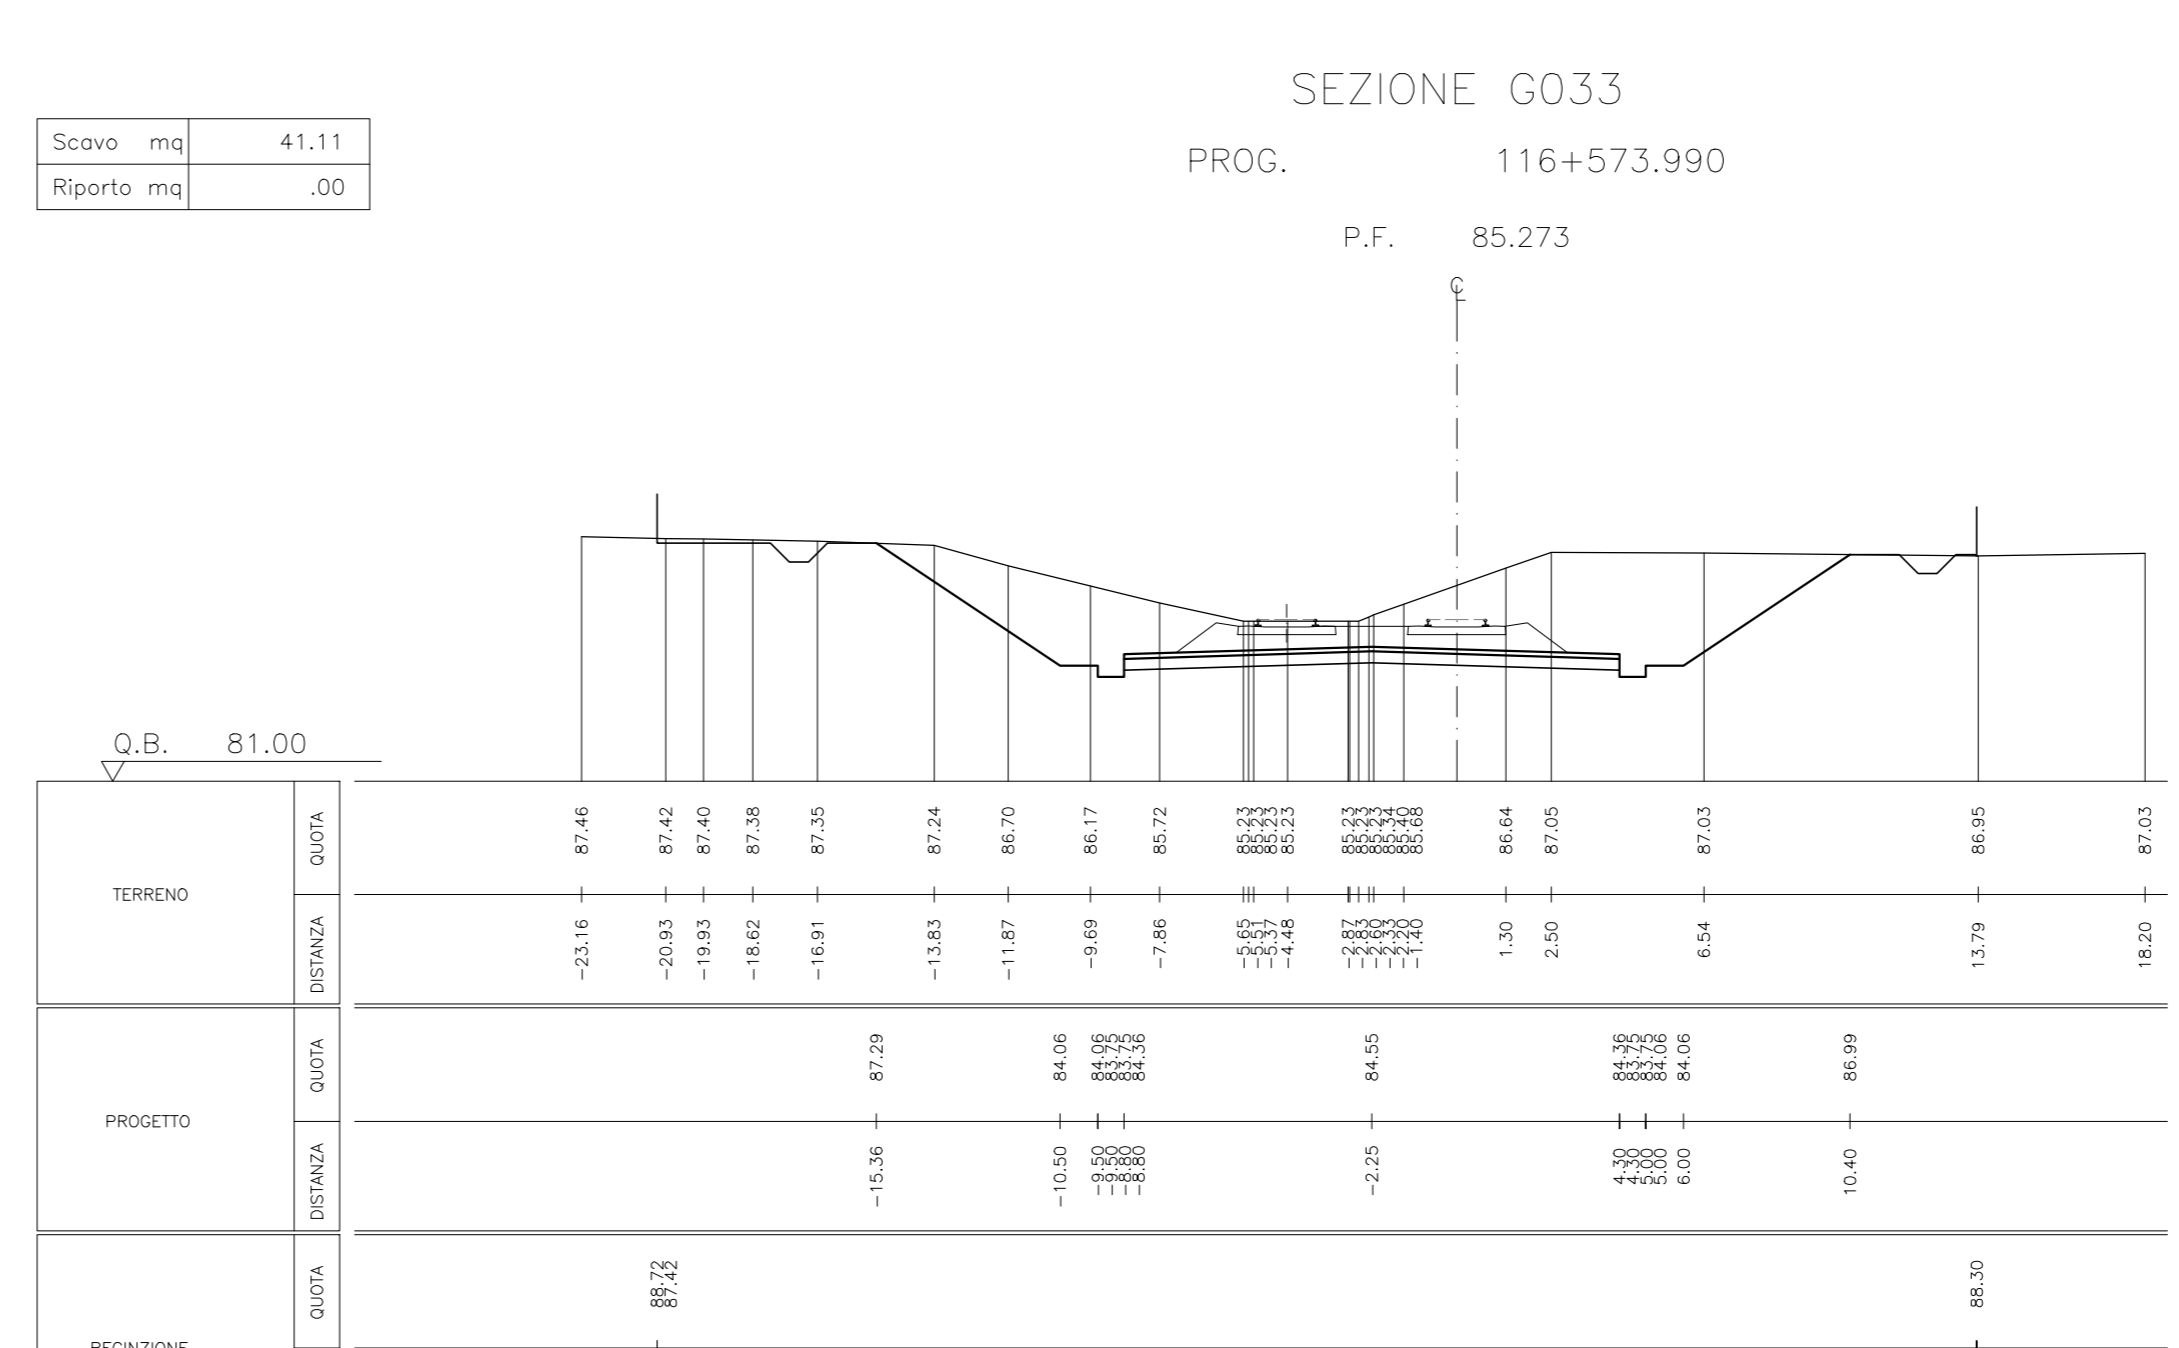 SEZIONE G033
PROG. 116+573.990
P.F. 85.273
Scavo mq 41.11
Riporto mq .00
Q.B. 81.00
TERRENO
QUOTA
87.46 87.42 87.40 87.38 87.35 87.24 86.70 86.17 85.72 85.23 85.23 85.23 85.23 85.23 85.23 85.23 85.34 85.40 85.68 86.64 87.05 87.03 86.95 87.03
DISTANZA
-23.16 -20.93 -19.93 -18.62 -16.91 -13.83 -11.87 -9.69 -7.86 -5.65 -5.51 -5.37 -4.48 -2.87 -2.83 -2.60 -2.33 -2.20 -1.40 1.30 2.50 6.54 13.79 18.20
PROGETTO
QUOTA
87.29 84.06 84.06 83.75 83.75 84.36 84.55 84.36 83.75 83.75 84.06 84.06 86.99
DISTANZA
-15.36 -10.50 -9.50 -9.50 -8.80 -8.80 -2.25 4.30 4.30 5.00 5.00 6.00 10.40
QUOTA
88.72 87.42 88.30